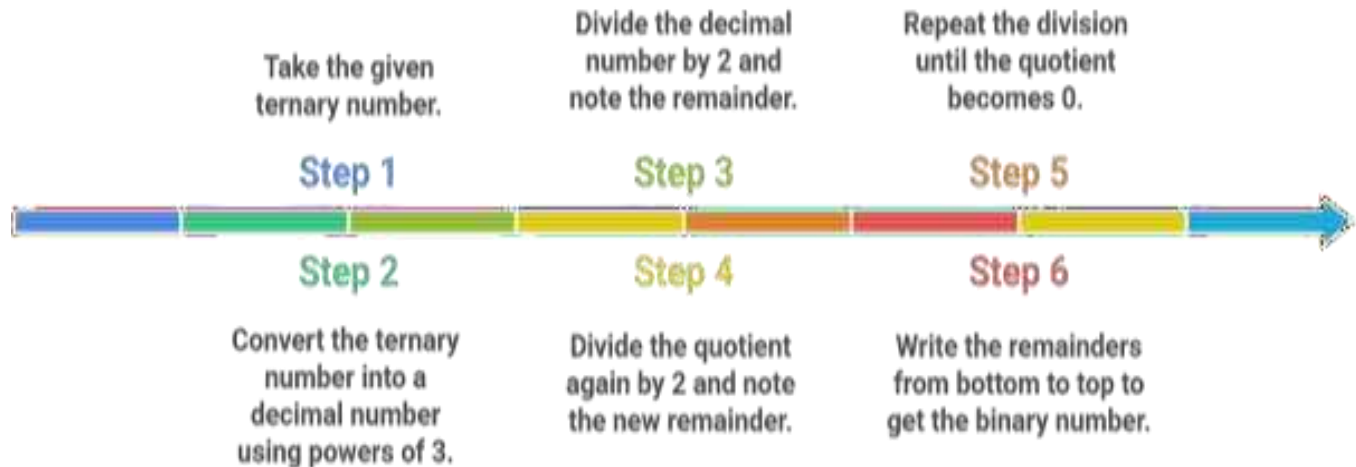 Take the given
ternary number.
Step 1
Step 2
Convert the ternary
number into a
decimal number
using powers of 3.
Divide the decimal
number by 2 and
note the remainder.
Step 3
Step 4
Divide the quotient
again by 2 and note
the new remainder.
Repeat the division
until the quotient
becomes 0.
Step 5
Step 6
Write the remainders
from bottom to top to
get the binary number.